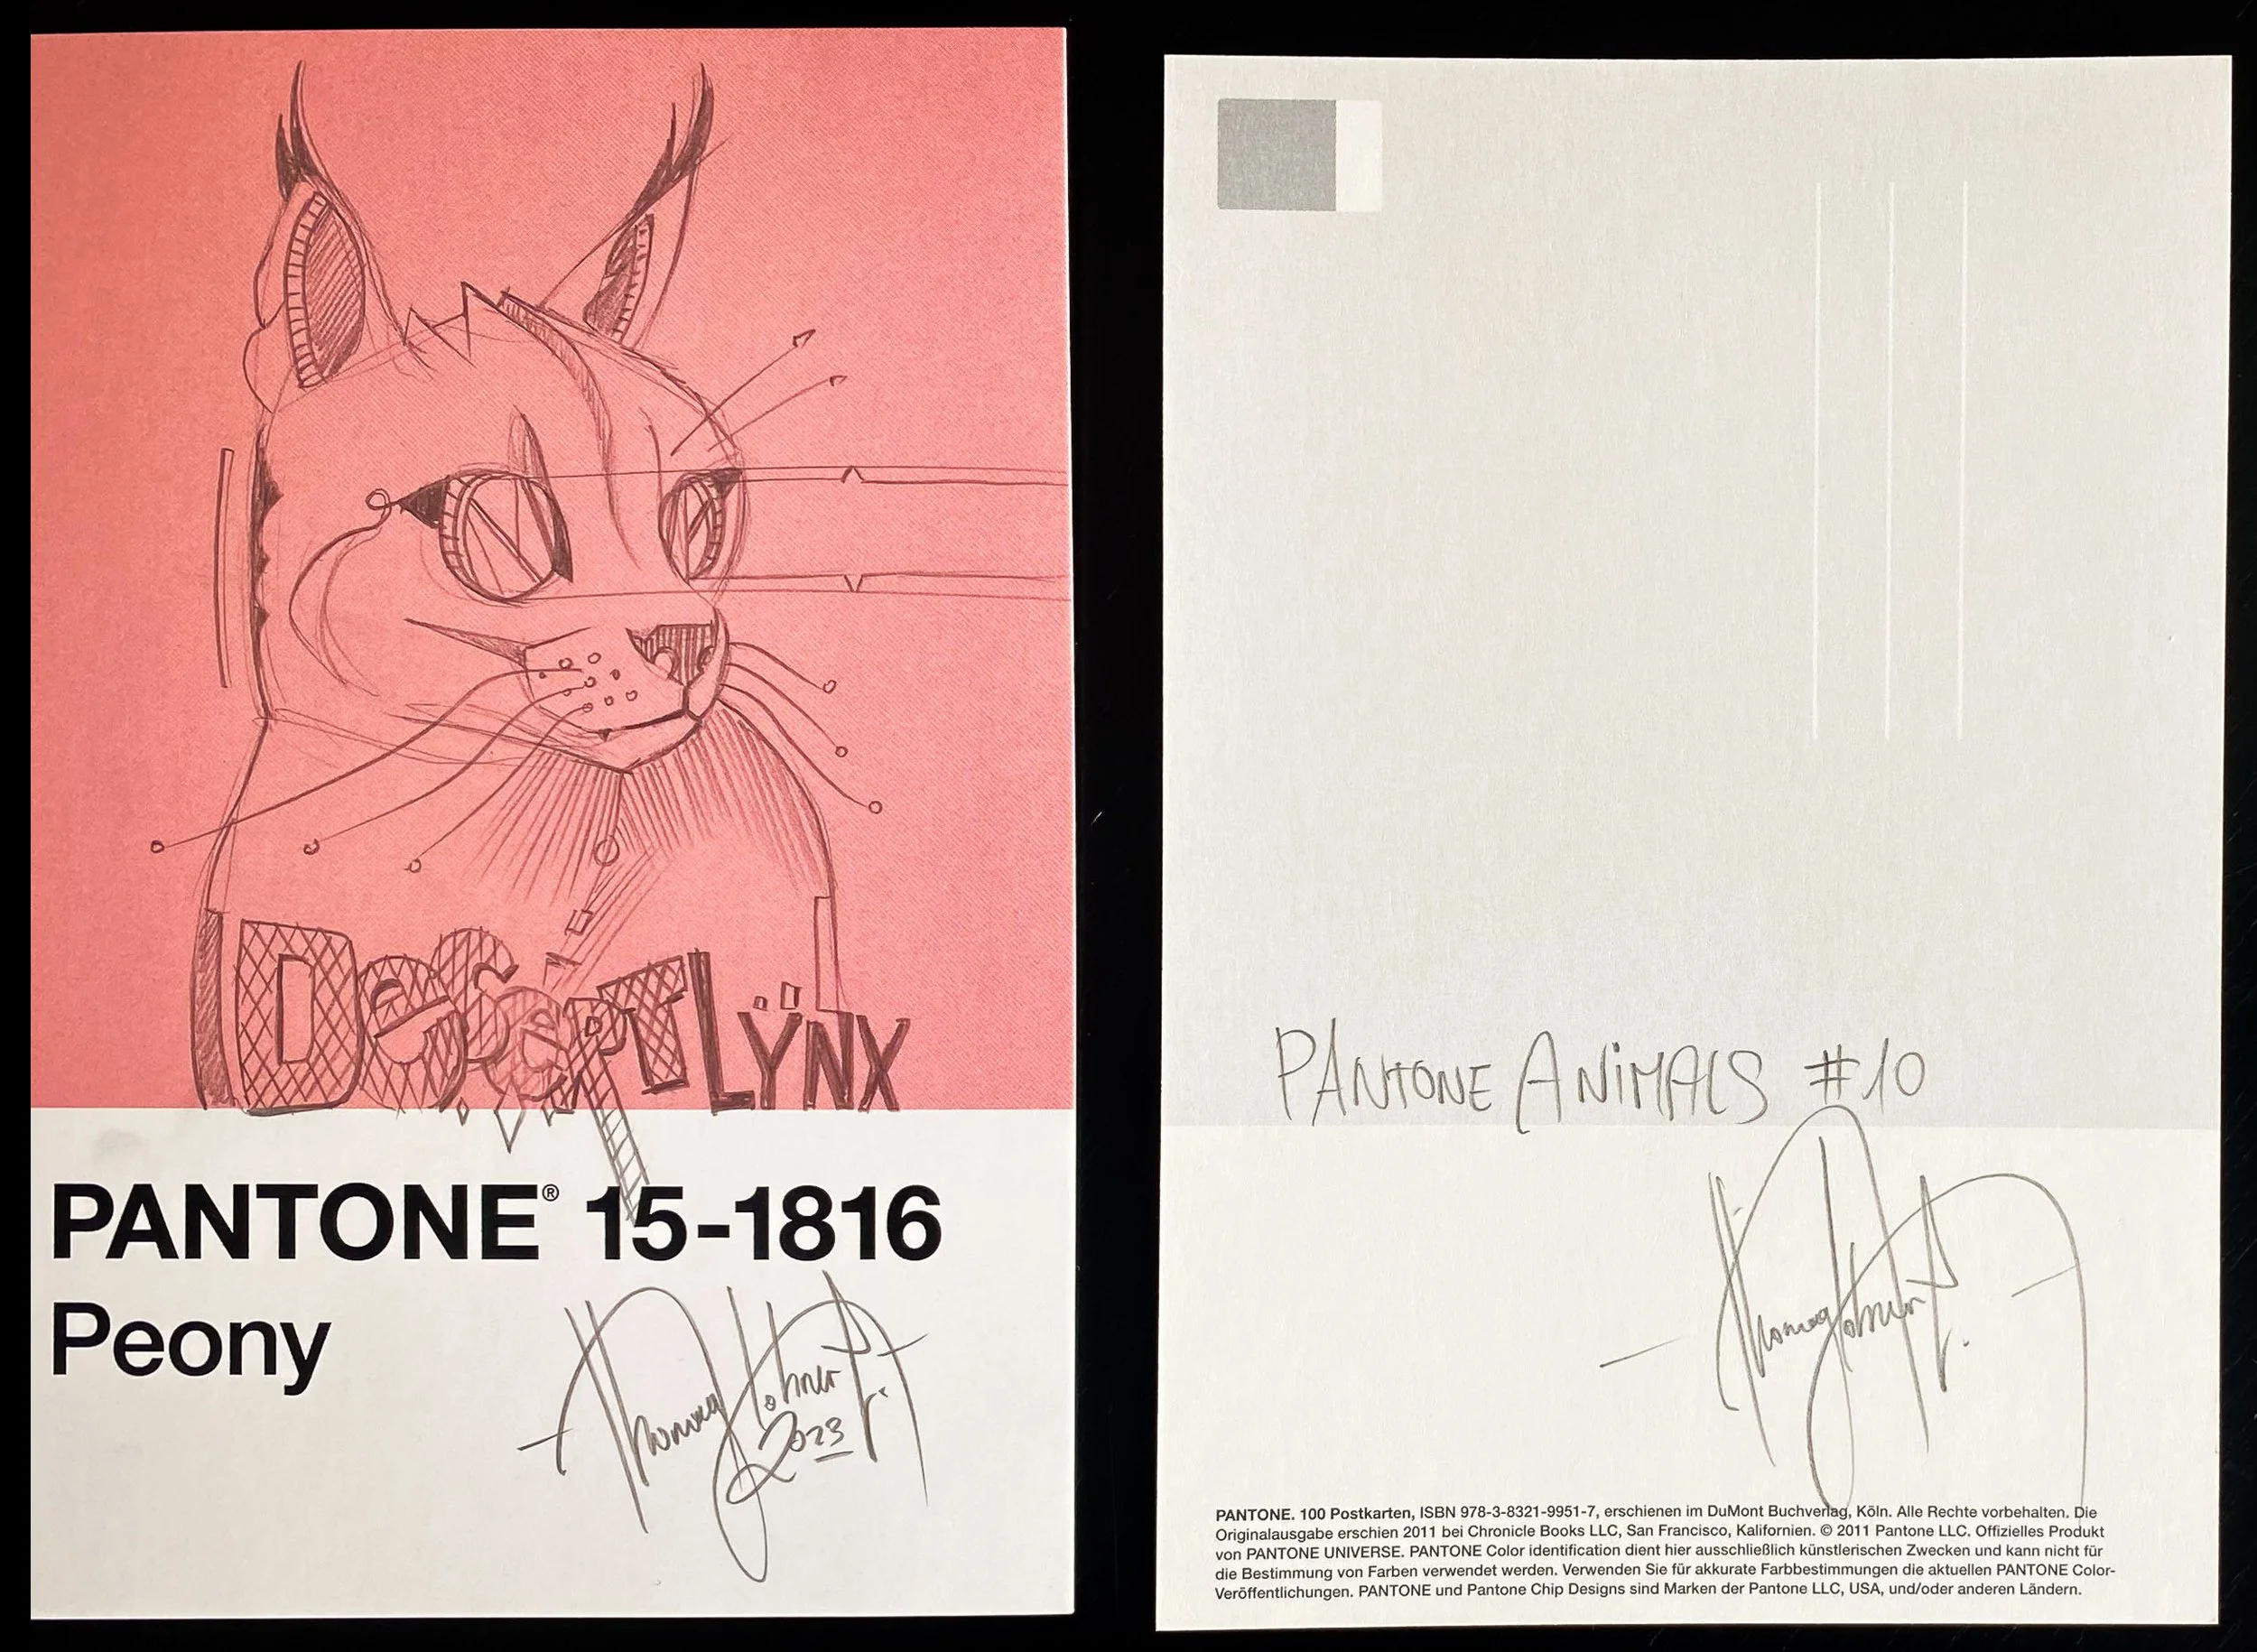 DeserT LŸNX
PANTONE® 15-1816
Peony
2023
PANTONE ANiMALS #10
PANTONE. 100 Postkarten, ISBN 978-3-8321-9951-7, erschienen im DuMont Buchverlag, Köln. Alle Rechte vorbehalten. Die
Originalausgabe erschien 2011 bei Chronicle Books LLC, San Francisco, Kalifornien. © 2011 Pantone LLC. Offizielles Produkt
von PANTONE UNIVERSE. PANTONE Color identification dient hier ausschließlich künstlerischen Zwecken und kann nicht für
die Bestimmung von Farben verwendet werden. Verwenden Sie für akkurate Farbbestimmungen die aktuellen PANTONE Color-
Veröffentlichungen. PANTONE und Pantone Chip Designs sind Marken der Pantone LLC, USA, und/oder anderen Ländern.